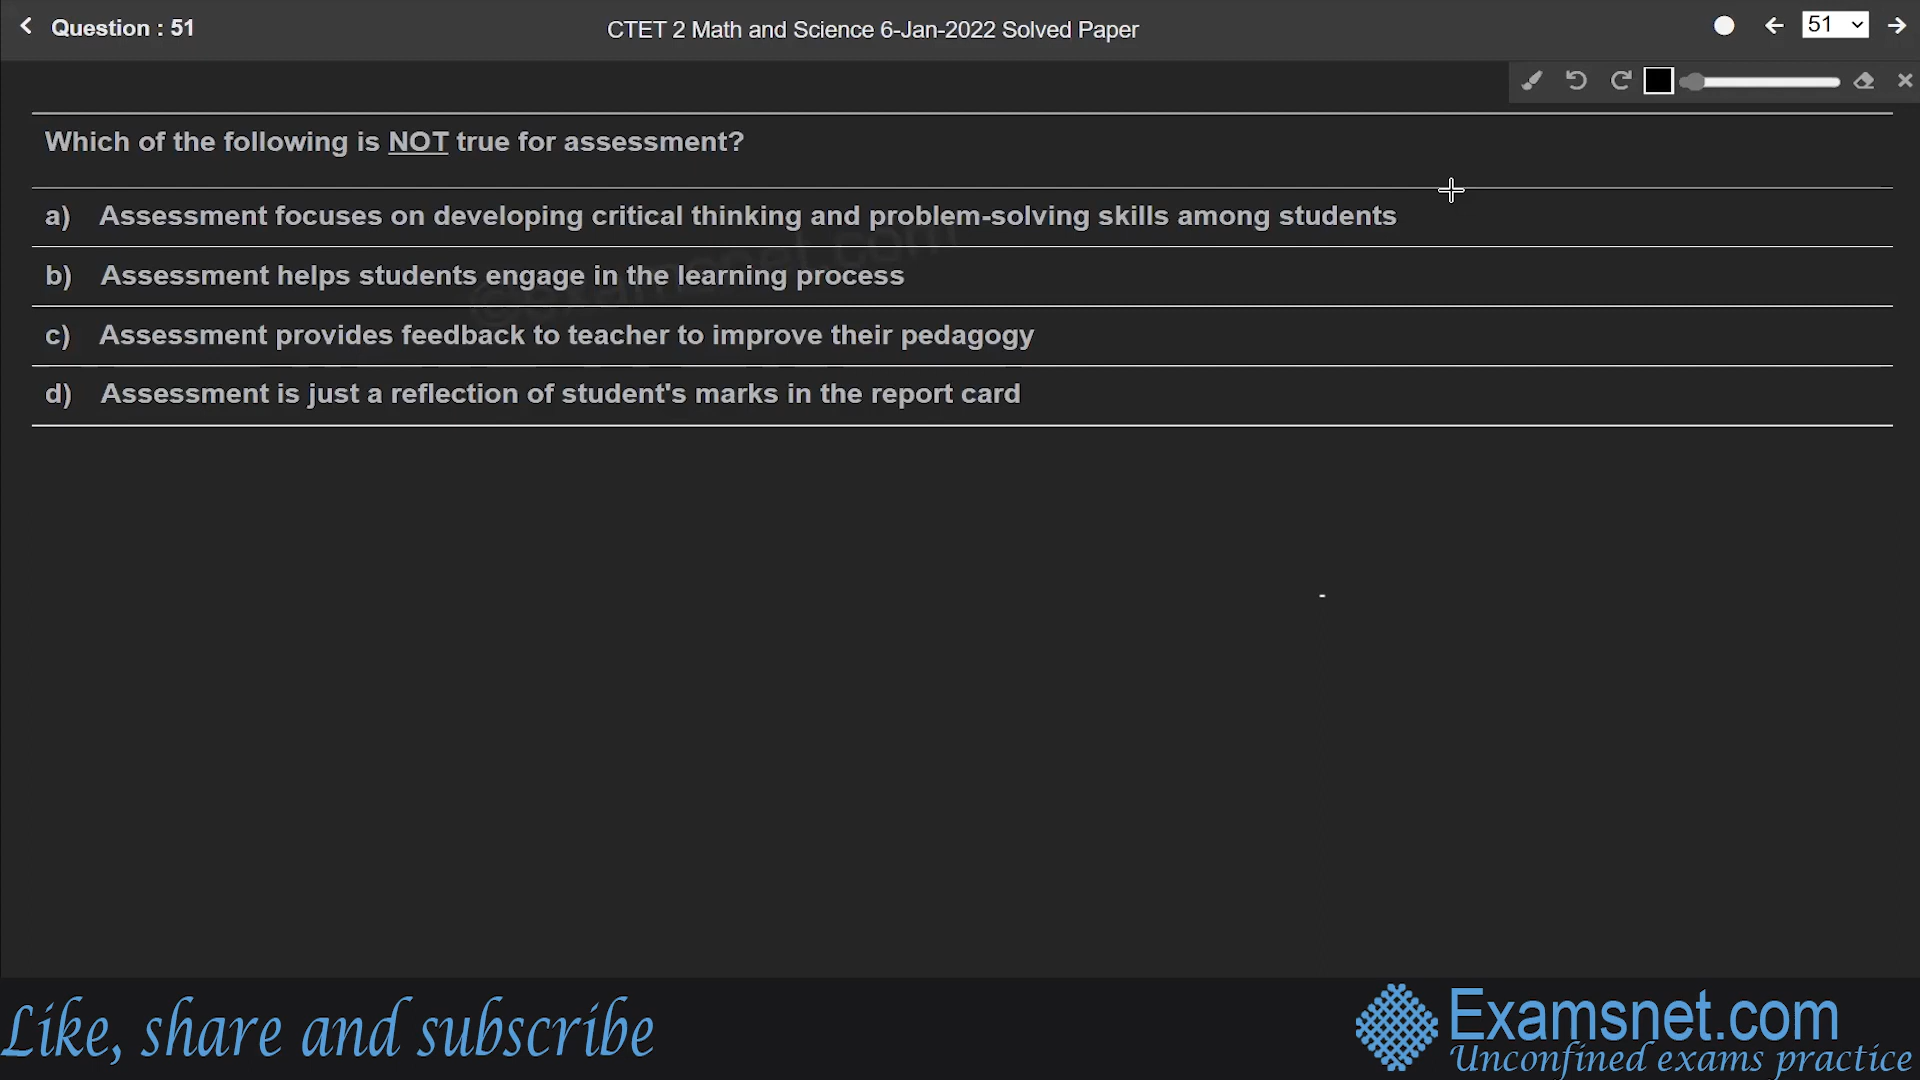 Question : 51
CTET 2 Math and Science 6-Jan-2022 Solved Paper
51
Which of the following is NOT true for assessment?
a) Assessment focuses on developing critical thinking and problem-solving skills among students
©examsnet.com
b) Assessment helps students engage in the learning process
c) Assessment provides feedback to teacher to improve their pedagogy
d) Assessment is just a reflection of student's marks in the report card
-
Like, share and subscribe
Examsnet.com
Unconfined exams practice